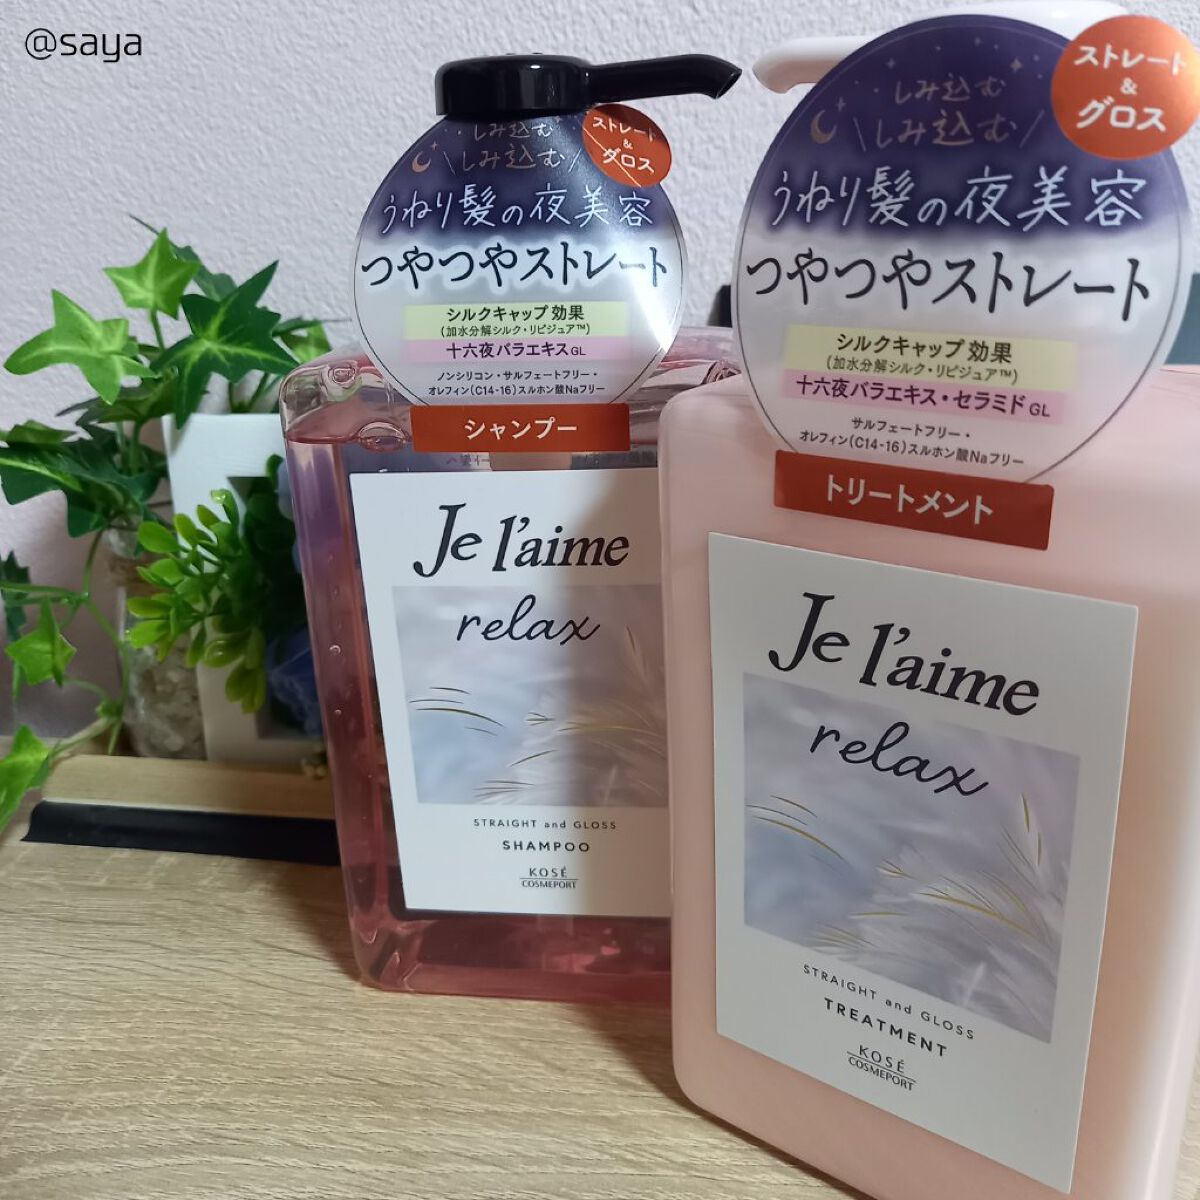 @saya
しみ込む
\しみ込む/
ストレート
&
グロス
うねり髪の夜美容
つやつやストレート
シルクキャップ効果
(加水分解シルク・リピジュア™)
十六夜バラエキスGL
ノンシリコン・サルフェートフリー・
オレフィン(C14-16)スルホン酸Naフリー
シャンプー
Je l'aime
relax
STRAIGHT and GLOSS
SHAMPOO
KOSÉ
COSMEPORT
しみ込む
\しみ込む/
ストレート
&
グロス
うねり髪の夜美容
つやつやストレート
シルクキャップ効果
(加水分解シルク・リピジュア™)
十六夜バラエキス・セラミドGL
サルフェートフリー・
オレフィン(C14-16)スルホン酸Naフリー
トリートメント
Je l'aime
relax
STRAIGHT and GLOSS
TREATMENT
KOSÉ
COSMEPORT